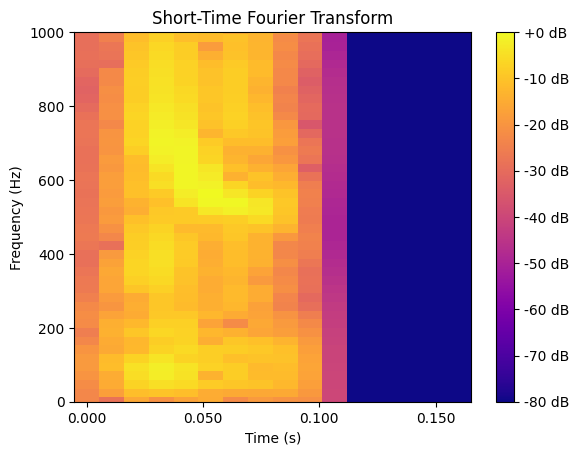 Short-Time Fourier Transform
1000
800
600
400
200
0
Frequency (Hz)
0.000
0.050
0.100
0.150
Time (s)
+0 dB
-10 dB
-20 dB
-30 dB
-40 dB
-50 dB
-60 dB
-70 dB
-80 dB